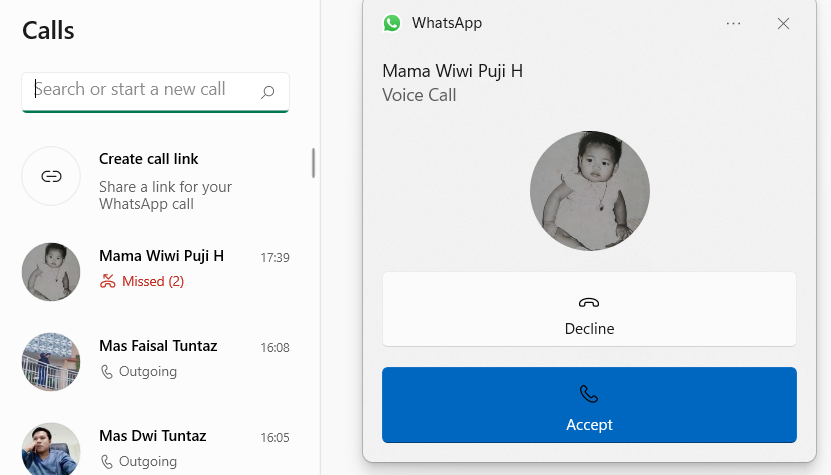 Calls
Search or start a new call
Create call link
Share a link for your
WhatsApp call
Mama Wiwi Puji H
17:39
Missed (2)
Mas Faisal Tuntaz
16:08
Outgoing
Mas Dwi Tuntaz
16:05
Outgoing
WhatsApp
Mama Wiwi Puji H
Voice Call
Decline
Accept